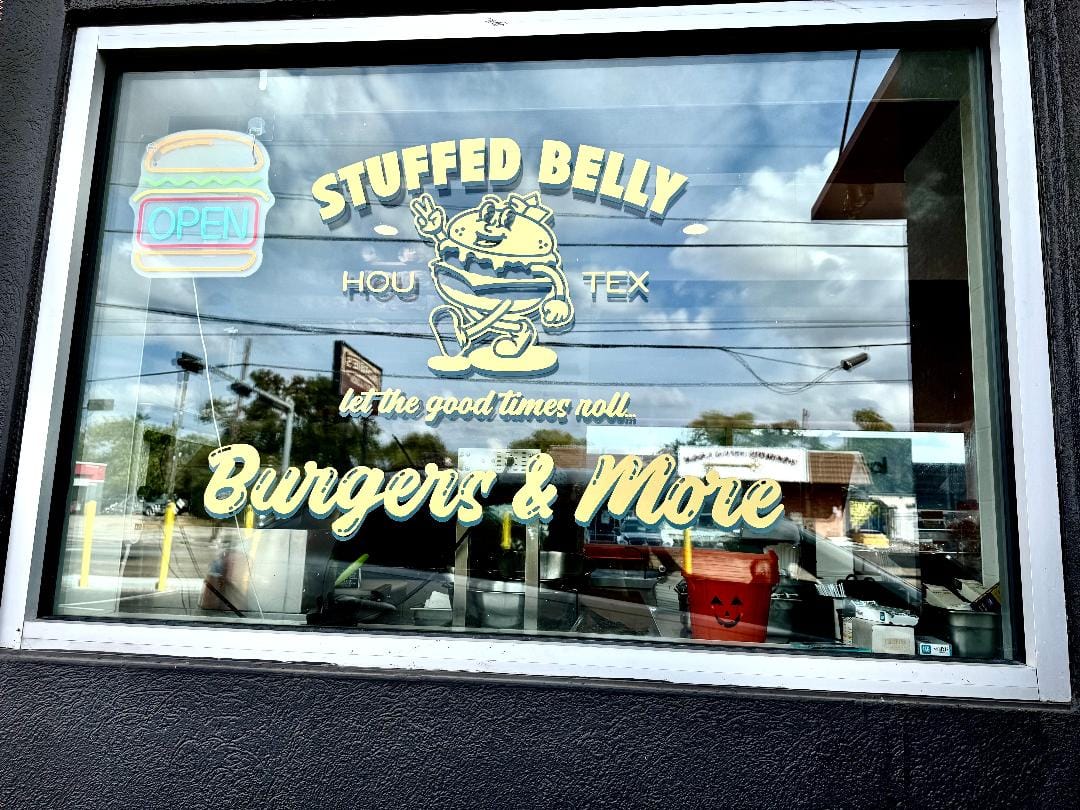 STUFFED BELLY
OPEN
HOU TEX
let the good times roll...
Burgers & More